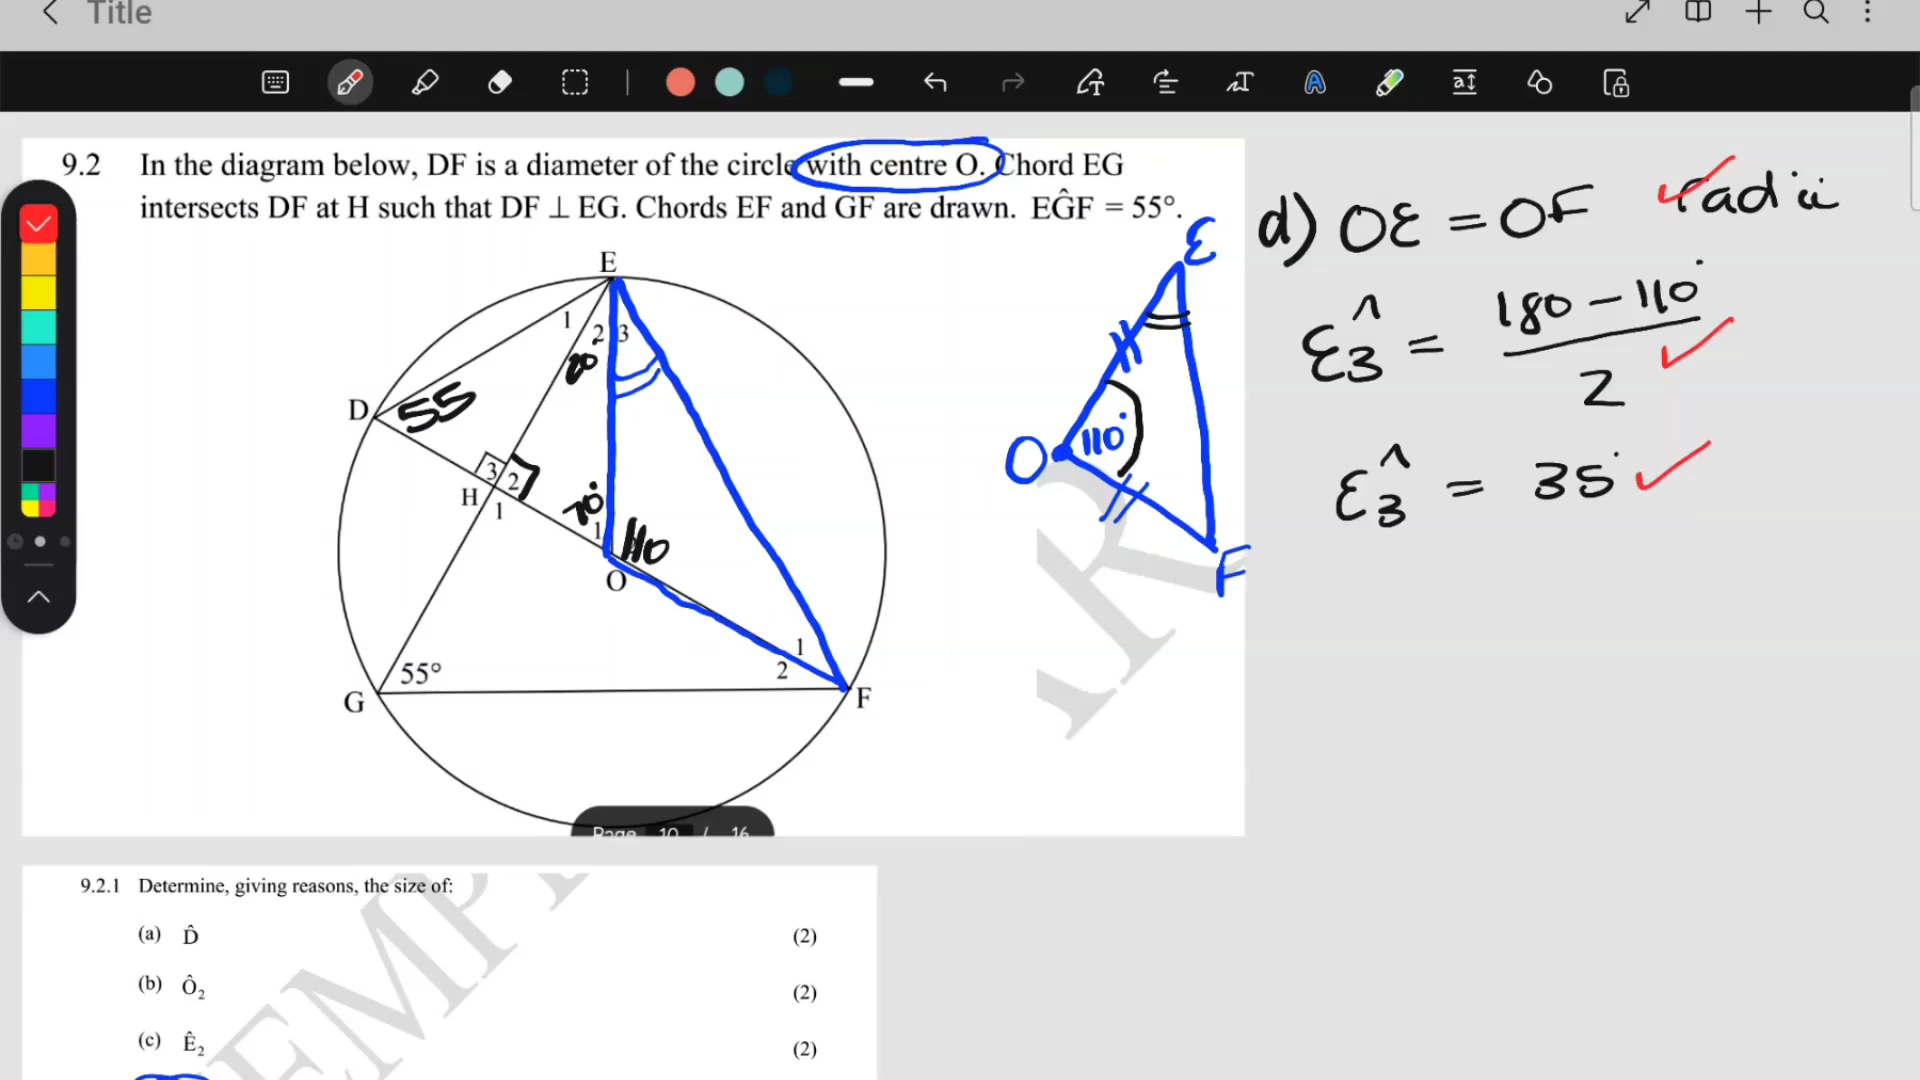 Title
9.2 In the diagram below, DF is a diameter of the circle with centre O. Chord EG
intersects DF at H such that DF ⊥ EG. Chords EF and GF are drawn. EĜF = 55°.
E
1 2 3
20
D 55
3 2
H 1
70°
1 110
O
1
2
55°
G F
E
O 110°
F
d) OE = OF radii
Ê3 = 180 - 110°
2
Ê3 = 35°
Page 10 / 16
9.2.1 Determine, giving reasons, the size of:
(a) D̂ (2)
(b) Ô2 (2)
(c) Ê2 (2)